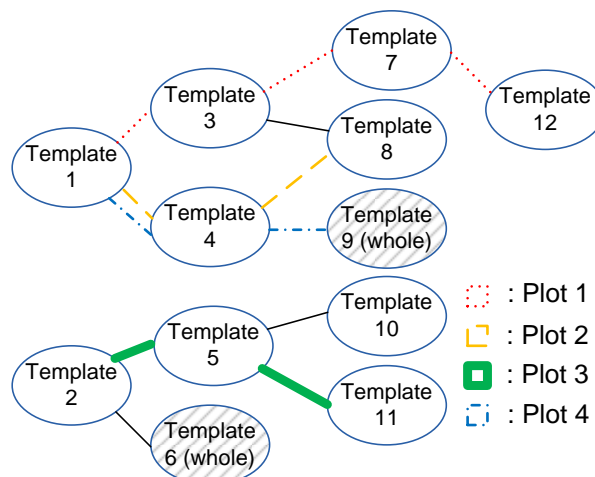 Template
7
Template
3
Template
12
Template
8
Template
1
Template
4
Template
9 (whole)
: Plot 1
: Plot 2
: Plot 3
: Plot 4
Template
10
Template
5
Template
2
Template
11
Template
6 (whole)